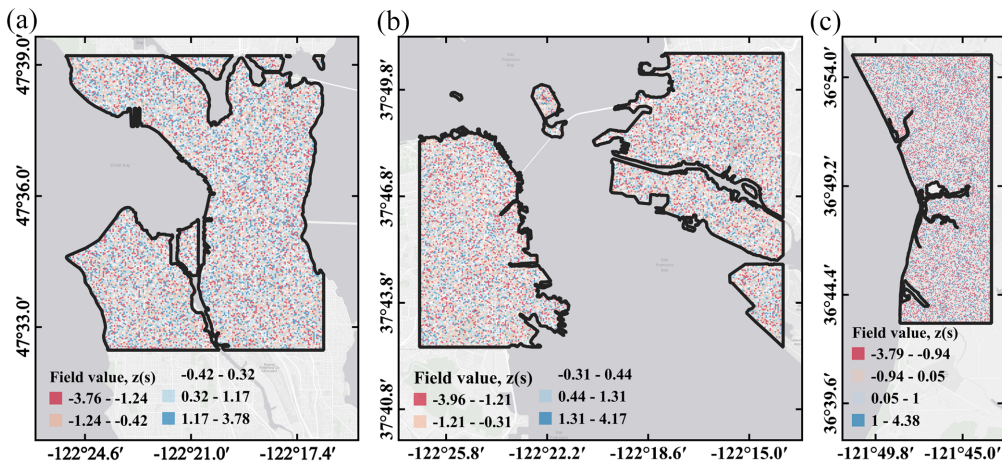 (a)
(b)
(c)
47°39.0′
47°36.0′
47°33.0′
Field value, z(s)
-3.76 - -1.24
-1.24 - -0.42
-0.42 - 0.32
0.32 - 1.17
1.17 - 3.78
-122°24.6′
-122°21.0′
-122°17.4′
37°49.8′
37°46.8′
37°43.8′
37°40.8′
Field value, z(s)
-3.96 - -1.21
-1.21 - -0.31
-0.31 - 0.44
0.44 - 1.31
1.31 - 4.17
-122°25.8′
-122°22.2′
-122°18.6′
-122°15.0′
36°54.0′
36°49.2′
36°44.4′
36°39.6′
Field value, z(s)
-3.79 - -0.94
-0.94 - 0.05
0.05 - 1
1 - 4.38
-121°49.8′
-121°45.0′